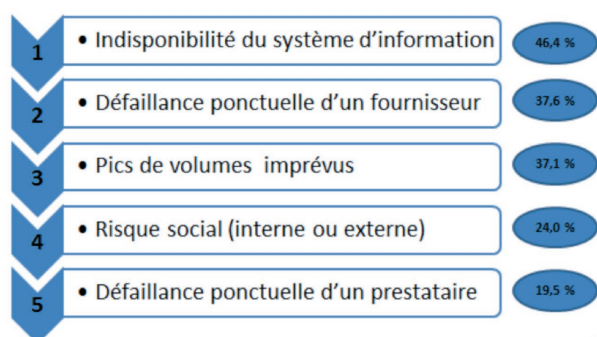 1 • Indisponibilité du système d'information 46,4 %
2 • Défaillance ponctuelle d'un fournisseur 37,6 %
3 • Pics de volumes imprévus 37,1 %
4 • Risque social (interne ou externe) 24,0 %
5 • Défaillance ponctuelle d'un prestataire 19,5 %